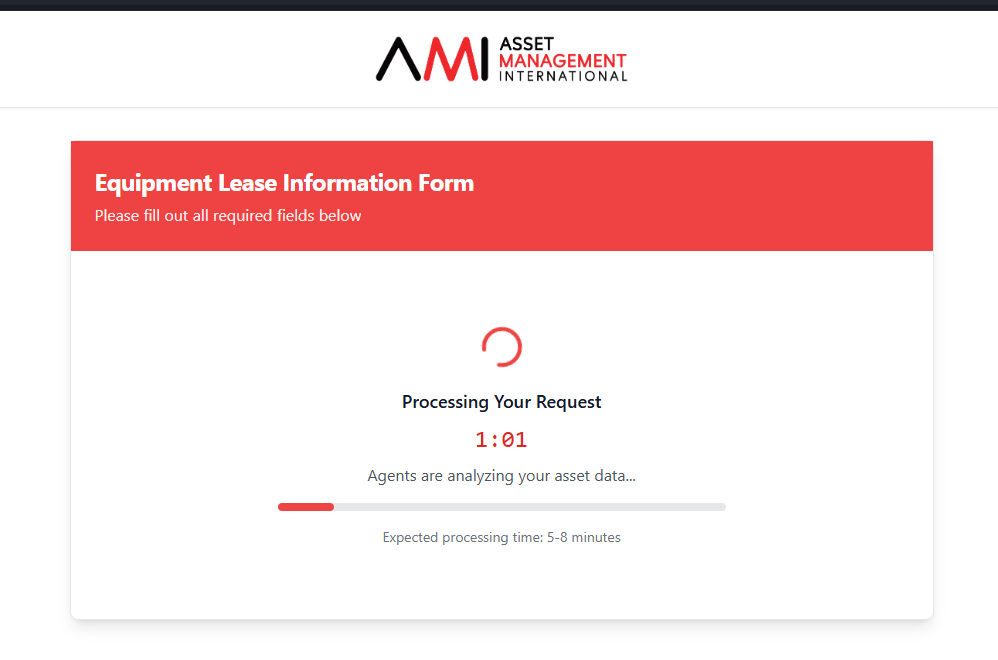 AMI ASSET
MANAGEMENT
INTERNATIONAL
Equipment Lease Information Form
Please fill out all required fields below
Processing Your Request
1:01
Agents are analyzing your asset data...
Expected processing time: 5-8 minutes